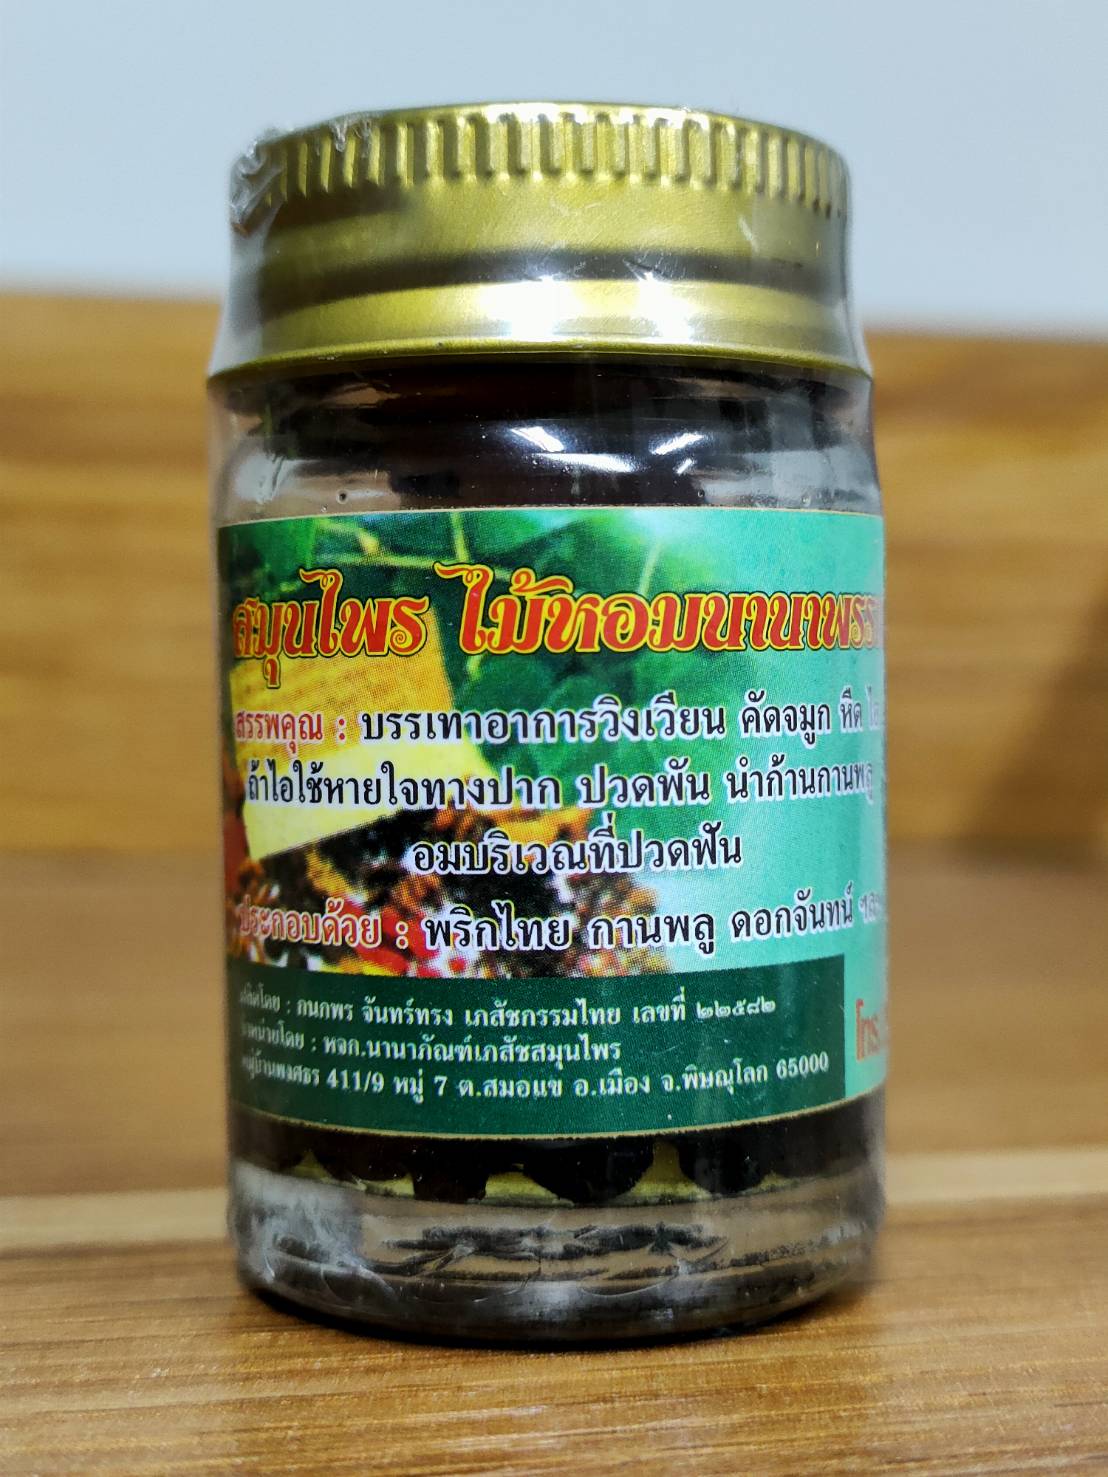 สมุนไพร ไม้หอมนานาพรร
สรรพคุณ : บรรเทาอาการวิงเวียน คัดจมูก หืด ไอ
ถ้าไอใช้หายใจทางปาก ปวดฟัน นำก้านกานพลู
อมบริเวณที่ปวดฟัน
ประกอบด้วย : พริกไทย กานพลู ดอกจันทน์
ผลิตโดย : กนกพร จันทร์ทรง เภสัชกรรมไทย เลขที่ ๒๒๕๘๒
จำหน่ายโดย : หจก.นานาภัณฑ์เภสัชสมุนไพร
หมู่บ้านพงศธร 411/9 หมู่ 7 ต.สมอแข อ.เมือง จ.พิษณุโลก 65000
โทร.